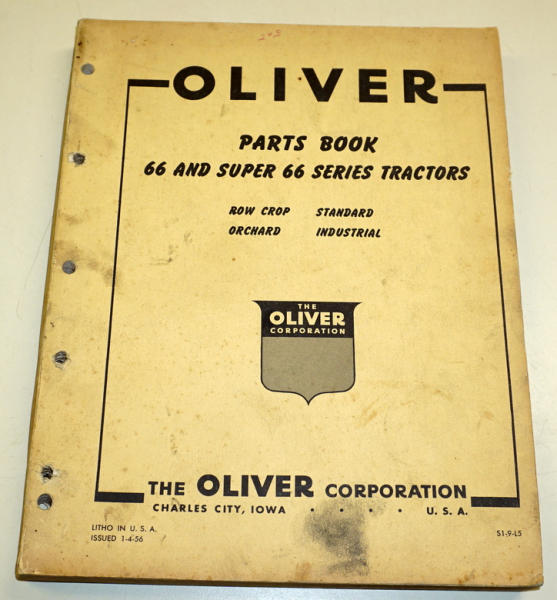 OLIVER
PARTS BOOK
66 AND SUPER 66 SERIES TRACTORS
ROW CROP STANDARD
ORCHARD INDUSTRIAL
THE
OLIVER
CORPORATION
THE OLIVER CORPORATION
CHARLES CITY, IOWA · · · · U. S. A.
LITHO IN U. S. A.
ISSUED 1-4-56
S1-9-L5